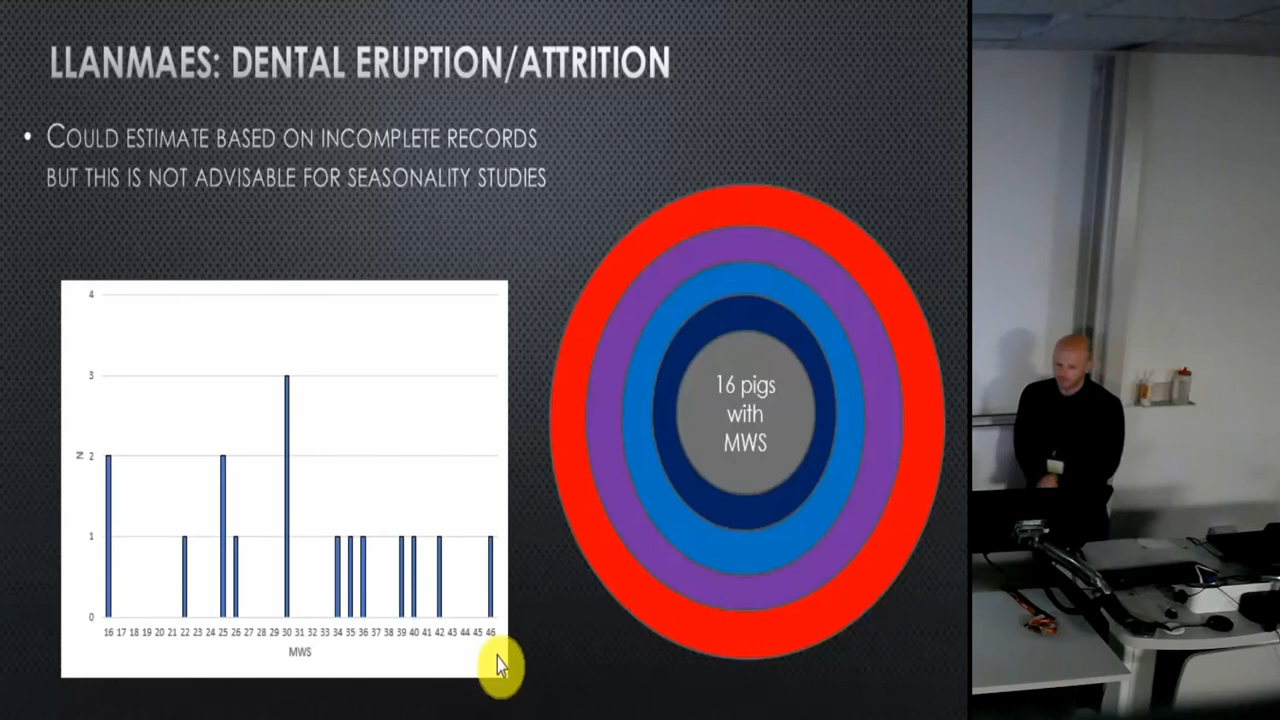 LLANMAES: DENTAL ERUPTION/ATTRITION
• COULD ESTIMATE BASED ON INCOMPLETE RECORDS
BUT THIS IS NOT ADVISABLE FOR SEASONALITY STUDIES
4
3
2
1
0
N
16 17 18 19 20 21 22 23 24 25 26 27 28 29 30 31 32 33 34 35 36 37 38 39 40 41 42 43 44 45 46
MWS
16 pigs
with
MWS